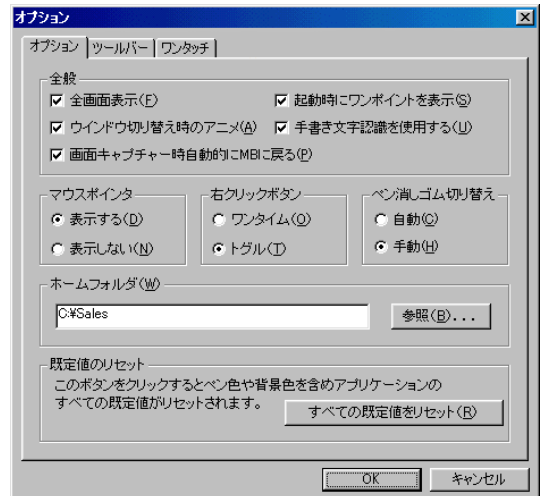 オプション
オプション ツールバー ワンタッチ
全般
全画面表示(F) 起動時にワンポイントを表示(S)
ウインドウ切り替え時のアニメ(A) 手書き文字認識を使用する(U)
画面キャプチャー時自動的にMBIに戻る(P)
マウスポインタ 右クリックボタン ペン消しゴム切り替え
表示する(D) ワンタイム(O) 自動(C)
表示しない(N) トグル(T) 手動(H)
ホームフォルダ(W)
C:¥Sales 参照(B)...
既定値のリセット
このボタンをクリックするとペン色や背景色を含めアプリケーションの
すべての既定値がリセットされます。 すべての既定値をリセット(R)
OK キャンセル